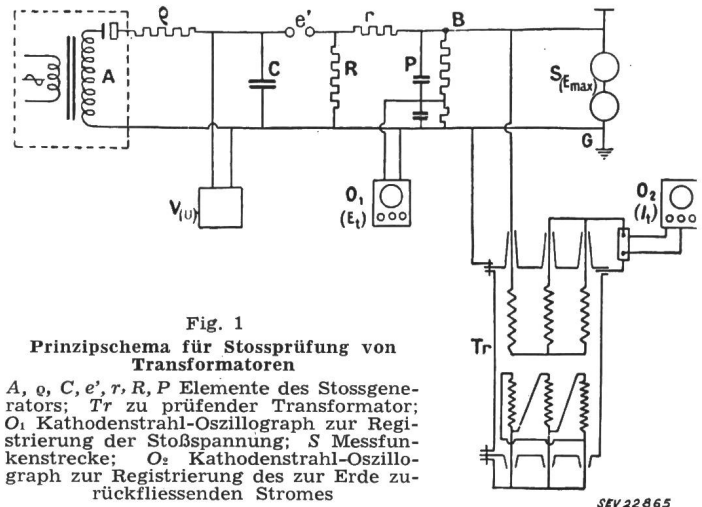 ρ
e'
r
B
A
C
R
P
S(Emax)
G
V(U)
O₁
(Et)
O₂
(It)
Tr
Fig. 1
Prinzipschema für Stossprüfung von
Transformatoren
A, ϱ, C, e', r, R, P Elemente des Stossgene-
rators; Tr zu prüfender Transformator;
O₁ Kathodenstrahl-Oszillograph zur Regi-
strierung der Stoßspannung; S Messfun-
kenstrecke; O₂ Kathodenstrahl-Oszillo-
graph zur Registrierung des zur Erde zu-
rückfliessenden Stromes
SEV 22865